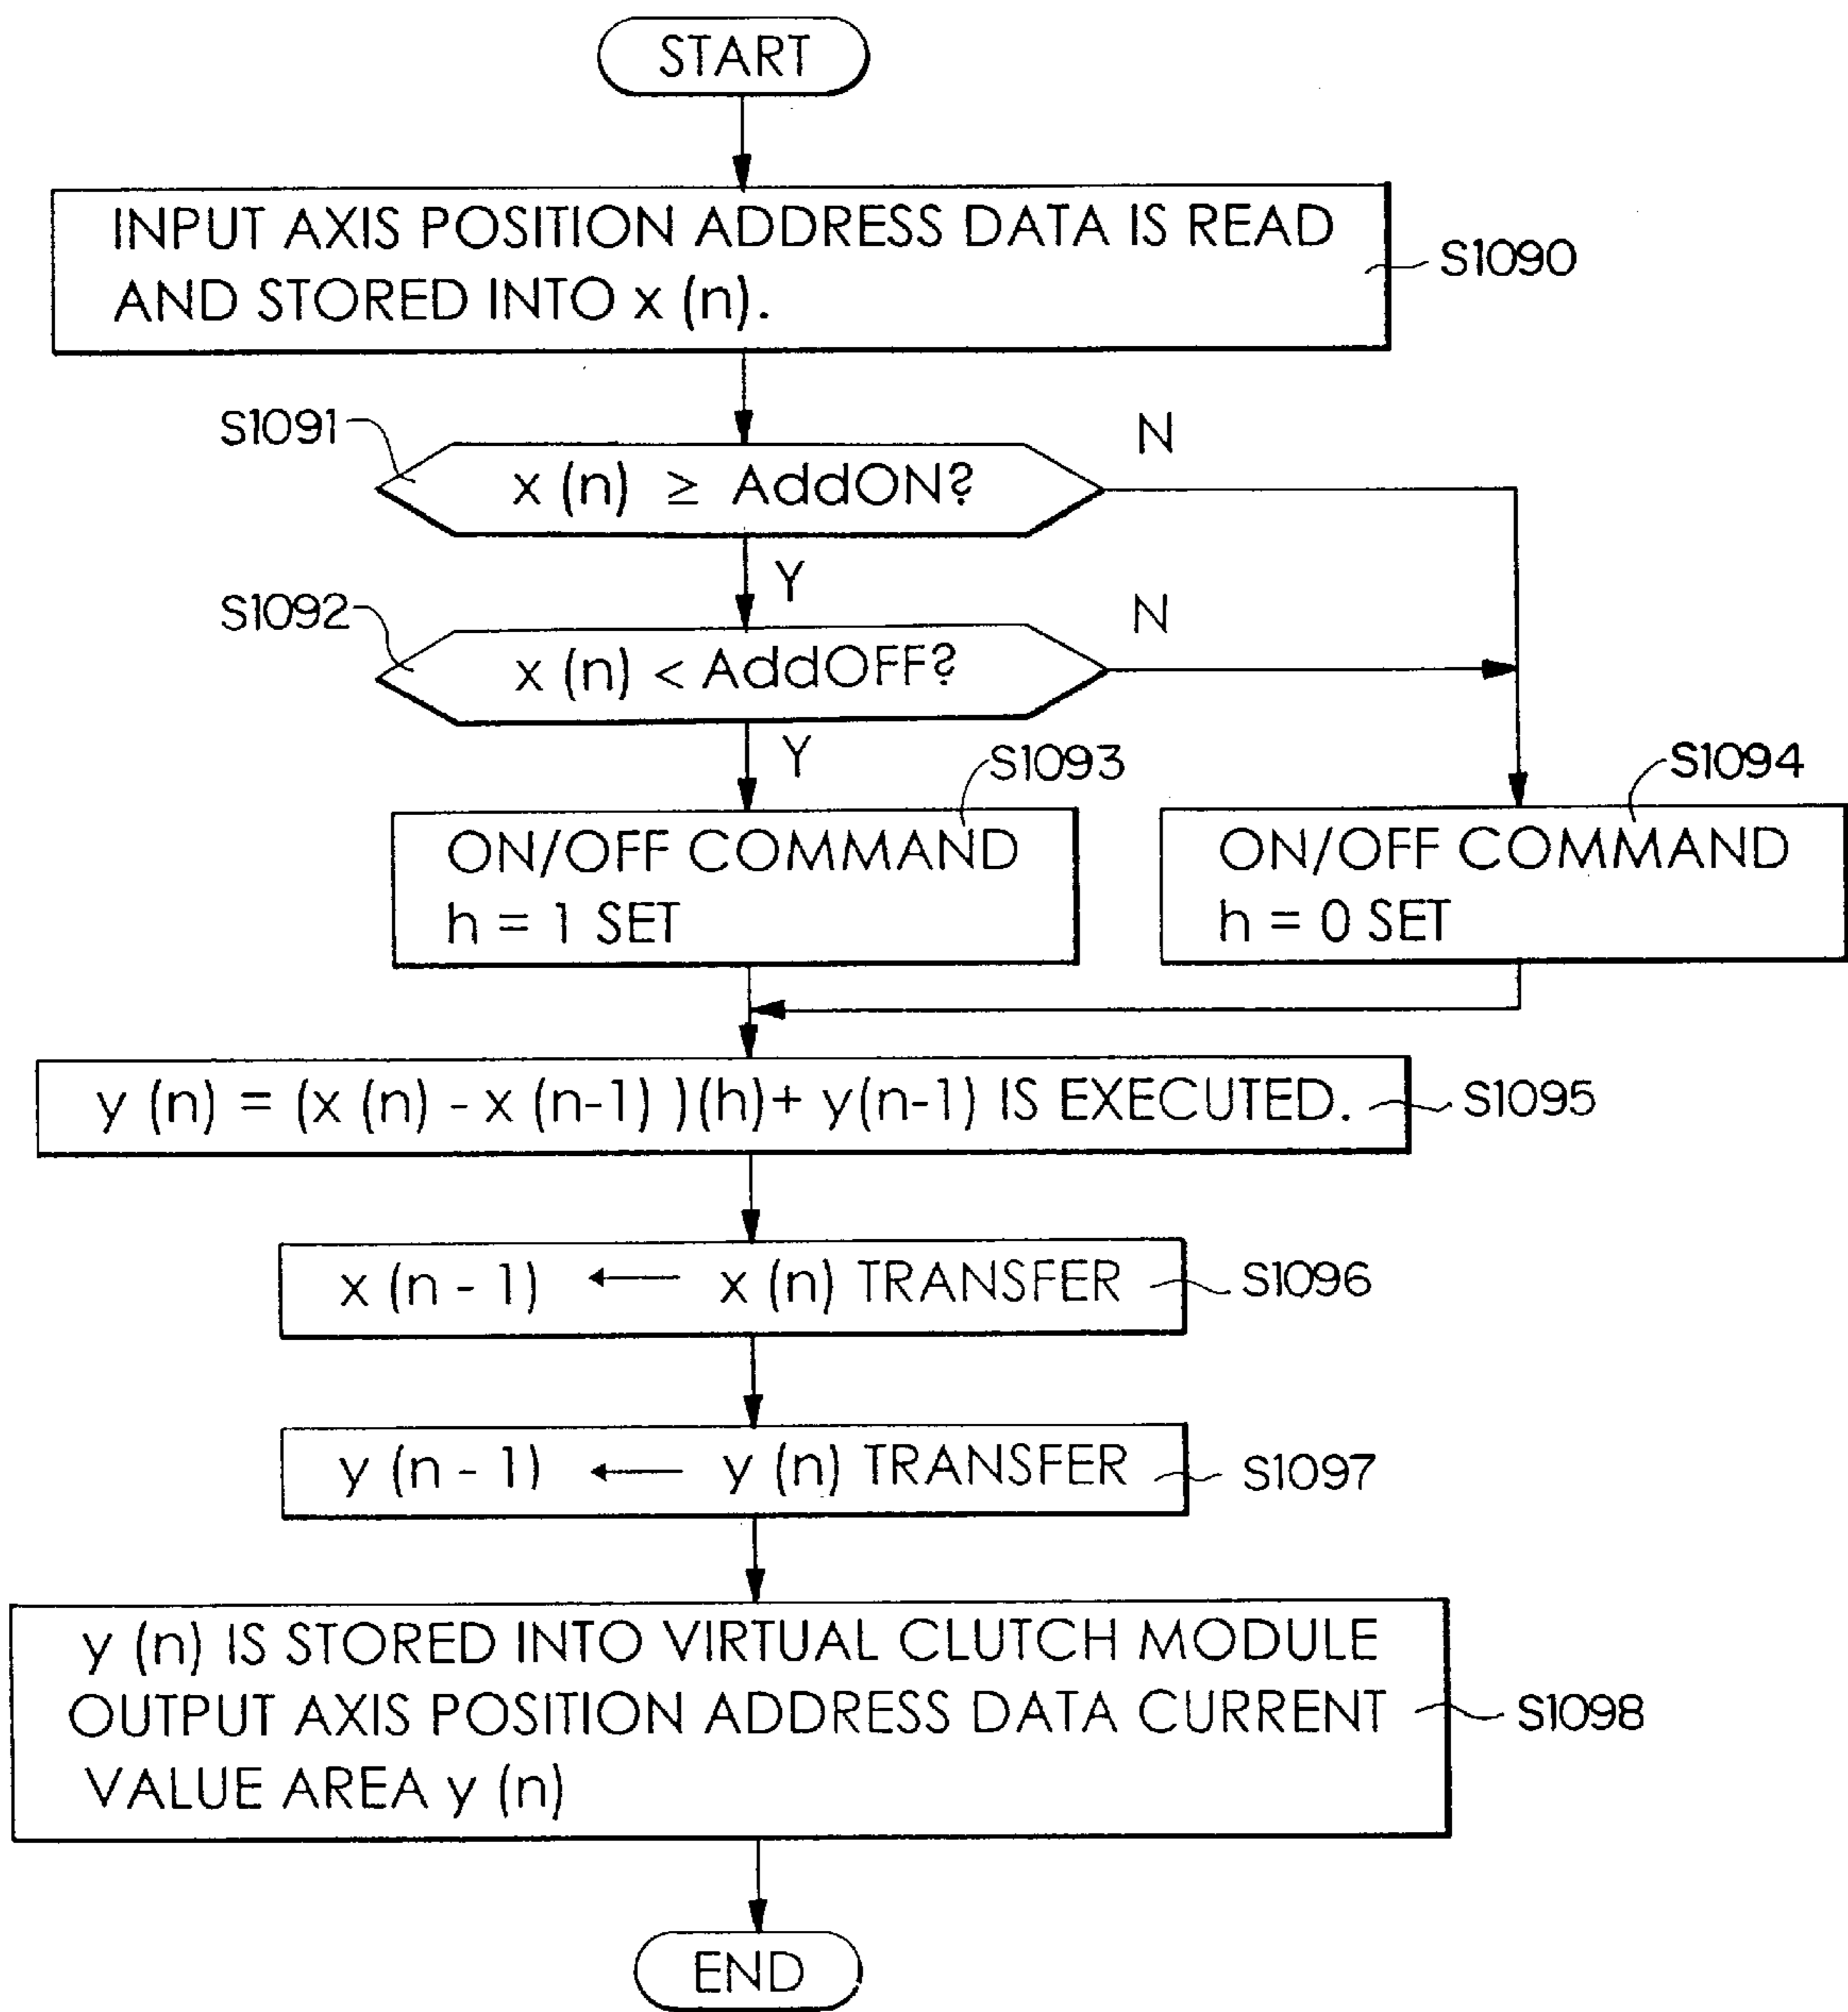 START
INPUT AXIS POSITION ADDRESS DATA IS READ
AND STORED INTO x (n).
S1090
S1091
x (n) ≥ AddON?
N
Y
S1092
x (n) < AddOFF?
N
Y
S1093
ON/OFF COMMAND
h = 1 SET
S1094
ON/OFF COMMAND
h = 0 SET
y (n) = (x (n) - x (n-1) )(h)+ y(n-1) IS EXECUTED.
S1095
x (n - 1) ← x (n) TRANSFER
S1096
y (n - 1) ← y (n) TRANSFER
S1097
y (n) IS STORED INTO VIRTUAL CLUTCH MODULE
OUTPUT AXIS POSITION ADDRESS DATA CURRENT
VALUE AREA y (n)
S1098
END